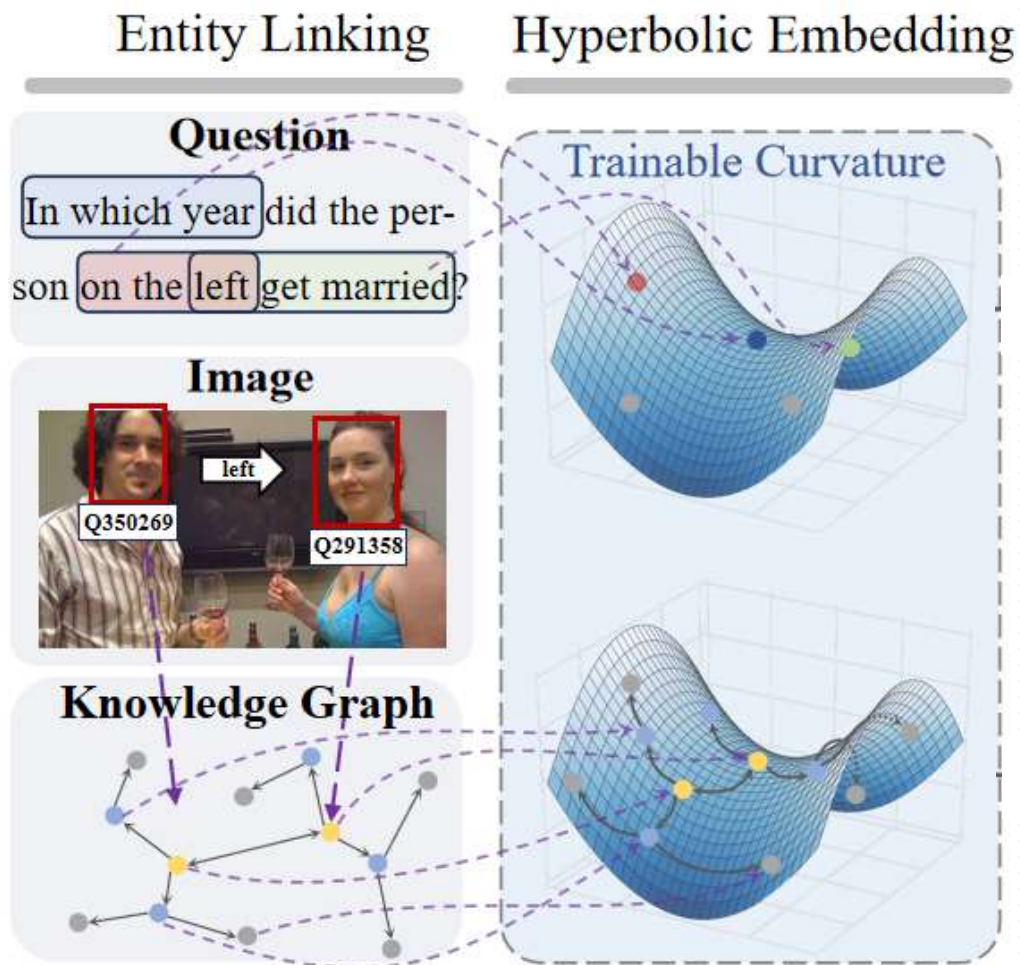 Entity Linking
Hyperbolic Embedding
Question
In which year did the per-
son on the left get married?
Image
left
Q350269
Q291358
Knowledge Graph
Trainable Curvature